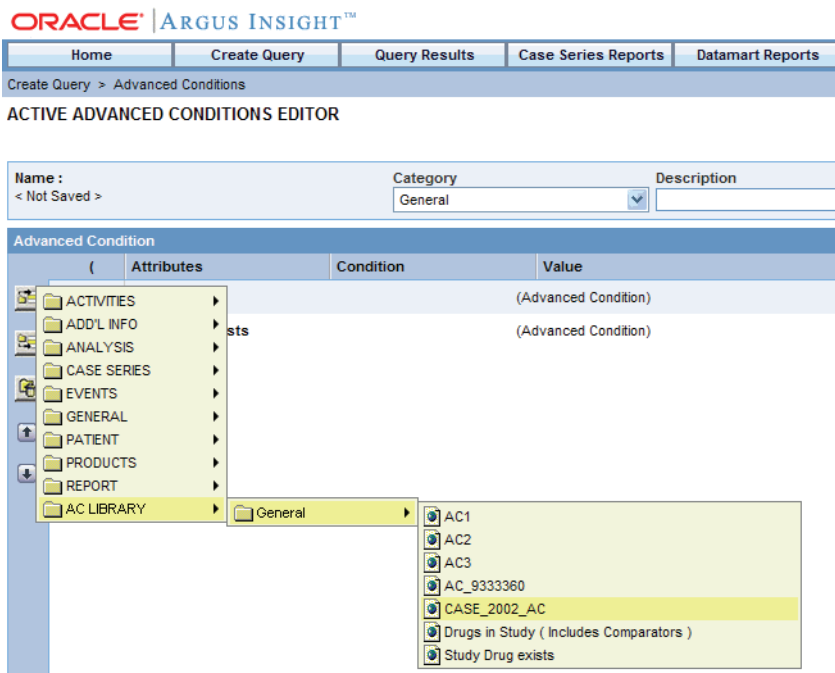 ORACLE® | ARGUS INSIGHT™
Home Create Query Query Results Case Series Reports Datamart Reports
Create Query > Advanced Conditions
ACTIVE ADVANCED CONDITIONS EDITOR
Name : Category Description
< Not Saved > General
Advanced Condition
( Attributes Condition Value
(Advanced Condition)
sts (Advanced Condition)
ACTIVITIES
ADD'L INFO
ANALYSIS
CASE SERIES
EVENTS
GENERAL
PATIENT
PRODUCTS
REPORT
AC LIBRARY
General
AC1
AC2
AC3
AC_9333360
CASE_2002_AC
Drugs in Study ( Includes Comparators )
Study Drug exists